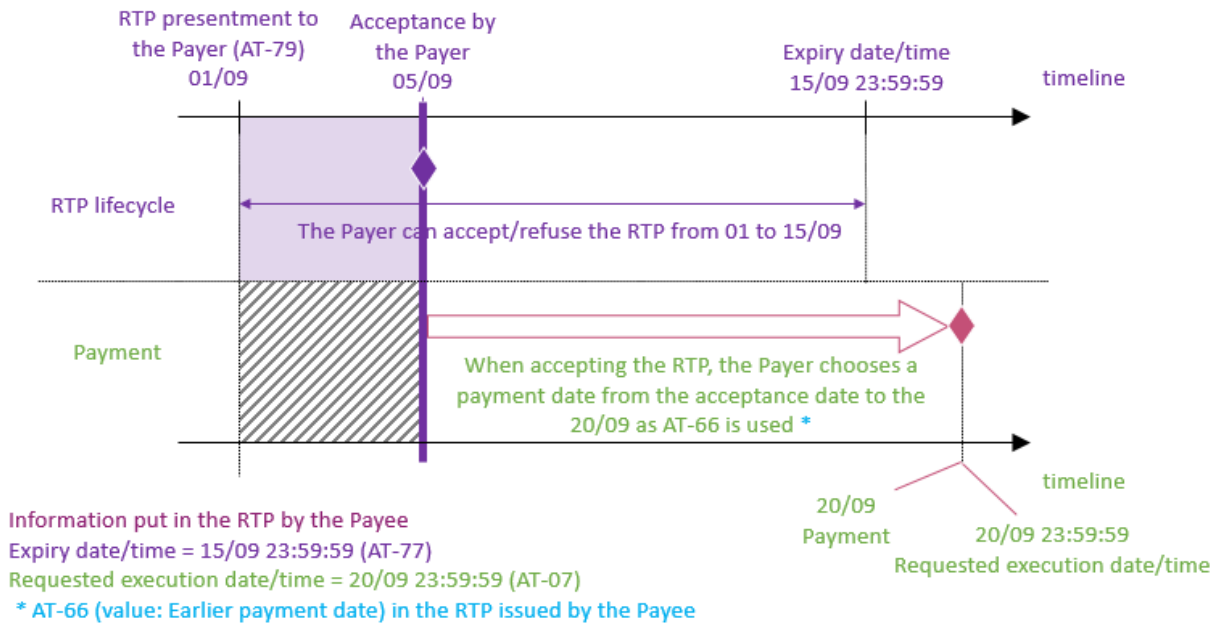 RTP presentment to
the Payer (AT-79)
01/09
Acceptance by
the Payer
05/09
Expiry date/time
15/09 23:59:59
timeline
RTP lifecycle
The Payer can accept/refuse the RTP from 01 to 15/09
Payment
When accepting the RTP, the Payer chooses a
payment date from the acceptance date to the
20/09 as AT-66 is used *
timeline
20/09
Payment
20/09 23:59:59
Requested execution date/time
Information put in the RTP by the Payee
Expiry date/time = 15/09 23:59:59 (AT-77)
Requested execution date/time = 20/09 23:59:59 (AT-07)
* AT-66 (value: Earlier payment date) in the RTP issued by the Payee